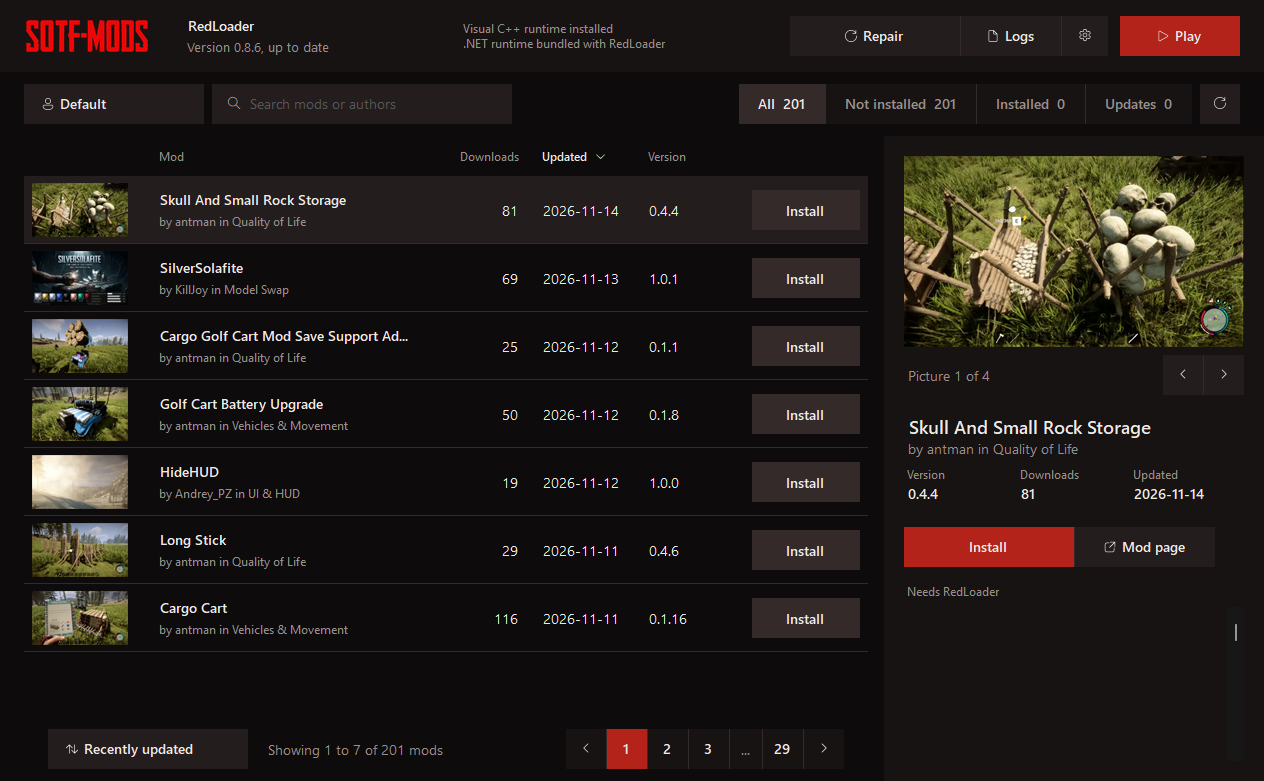 SOTF-MODS
RedLoader
Version 0.8.6, up to date
Visual C++ runtime installed
.NET runtime bundled with RedLoader
Repair
Logs
Play
Default
Search mods or authors
All 201
Not installed 201
Installed 0
Updates 0
Mod
Downloads
Updated
Version
Skull And Small Rock Storage
by antman in Quality of Life
81
2026-11-14
0.4.4
Install
SILVERSOLAFITE
SilverSolafite
by KillJoy in Model Swap
69
2026-11-13
1.0.1
Install
Cargo Golf Cart Mod Save Support Ad...
by antman in Quality of Life
25
2026-11-12
0.1.1
Install
Golf Cart Battery Upgrade
by antman in Vehicles & Movement
50
2026-11-12
0.1.8
Install
HideHUD
by Andrey_PZ in UI & HUD
19
2026-11-12
1.0.0
Install
Long Stick
by antman in Quality of Life
29
2026-11-11
0.4.6
Install
Cargo Cart
by antman in Vehicles & Movement
116
2026-11-11
0.1.16
Install
Recently updated
Showing 1 to 7 of 201 mods
1
2
3
...
29
E
Picture 1 of 4
Skull And Small Rock Storage
by antman in Quality of Life
Version
Downloads
Updated
0.4.4
81
2026-11-14
Install
Mod page
Needs RedLoader